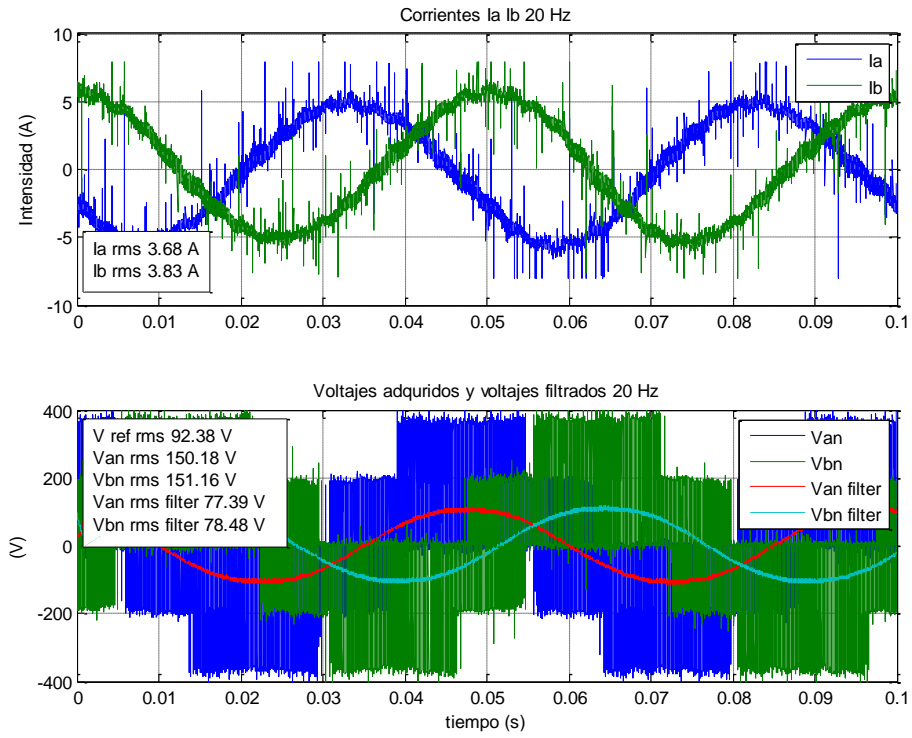 Corrientes Ia Ib 20 Hz
10
5
0
-5
-10
Intensidad (A)
Ia
Ib
Ia rms 3.68 A
Ib rms 3.83 A
0 0.01 0.02 0.03 0.04 0.05 0.06 0.07 0.08 0.09 0.1
Voltajes adquridos y voltajes filtrados 20 Hz
400
200
0
-200
-400
(V)
V ref rms 92.38 V
Van rms 150.18 V
Vbn rms 151.16 V
Van rms filter 77.39 V
Vbn rms filter 78.48 V
Van
Vbn
Van filter
Vbn filter
0 0.01 0.02 0.03 0.04 0.05 0.06 0.07 0.08 0.09 0.1
tiempo (s)